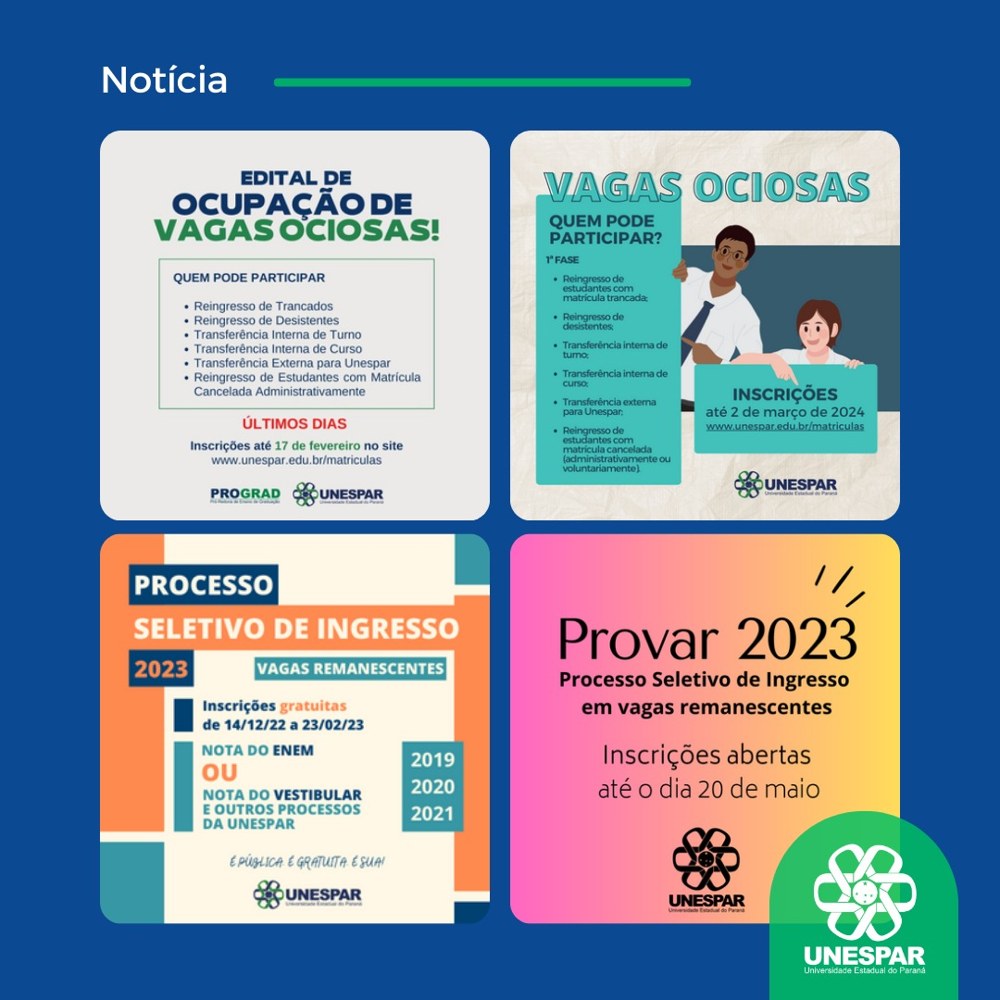 Notícia
EDITAL DE
OCUPAÇÃO DE
VAGAS OCIOSAS!
QUEM PODE PARTICIPAR
• Reingresso de Trancados
• Reingresso de Desistentes
• Transferência Interna de Turno
• Transferência Interna de Curso
• Transferência Externa para Unespar
• Reingresso de Estudantes com Matrícula
Cancelada Administrativamente
ÚLTIMOS DIAS
Inscrições até 17 de fevereiro no site
www.unespar.edu.br/matriculas
PROGRAD
Pró-Reitoria de Ensino de Graduação
UNESPAR
Universidade Estadual do Paraná
VAGAS OCIOSAS
QUEM PODE
PARTICIPAR?
1ª FASE
• Reingresso de
estudantes com
matrícula trancada;
• Reingresso de
desistentes;
• Transferência interna de
turno;
• Transferência interna de
curso;
• Transferência externa
para Unespar;
• Reingresso de
estudantes com
matrícula cancelada
(administrativamente ou
voluntariamente).
INSCRIÇÕES
até 2 de março de 2024
www.unespar.edu.br/matriculas
UNESPAR
Universidade Estadual do Paraná
PROCESSO
SELETIVO DE INGRESSO
2023
VAGAS REMANESCENTES
Inscrições gratuitas
de 14/12/22 a 23/02/23
NOTA DO ENEM
OU
NOTA DO VESTIBULAR
E OUTROS PROCESSOS
DA UNESPAR
2019
2020
2021
É PÚBLICA. É GRATUITA. É SUA!
UNESPAR
Universidade Estadual do Paraná
Provar 2023
Processo Seletivo de Ingresso
em vagas remanescentes
Inscrições abertas
até o dia 20 de maio
UNESPAR
Universidade Estadual do Paraná
UNESPAR
Universidade Estadual do Paraná